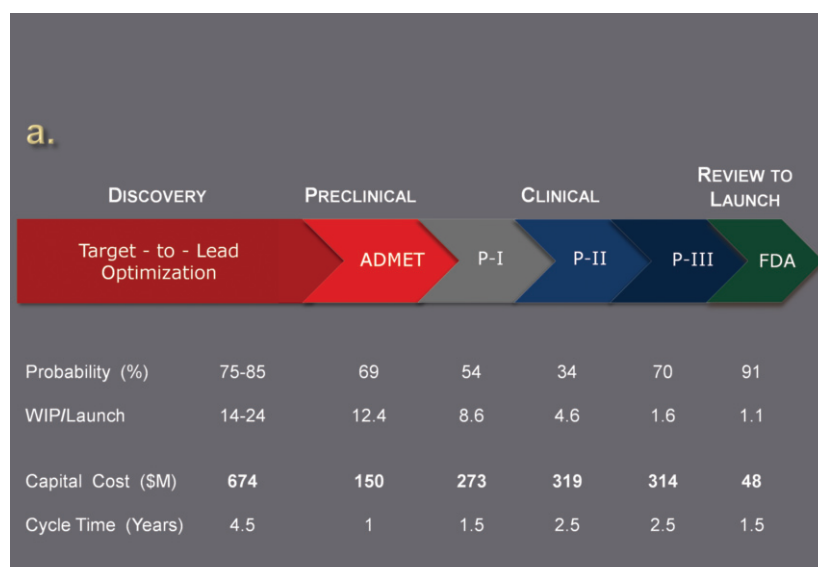 a.
DISCOVERY PRECLINICAL CLINICAL REVIEW TO
LAUNCH
Target - to - Lead
Optimization
ADMET P-I P-II P-III FDA
Probability (%) 75-85 69 54 34 70 91
WIP/Launch 14-24 12.4 8.6 4.6 1.6 1.1
Capital Cost ($M) 674 150 273 319 314 48
Cycle Time (Years) 4.5 1 1.5 2.5 2.5 1.5